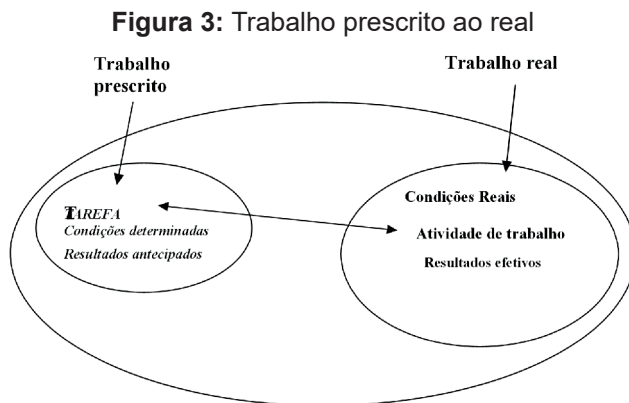 Figura 3: Trabalho prescrito ao real
Trabalho
prescrito
Trabalho real
TAREFA
Condições determinadas
Resultados antecipados
Condições Reais
Atividade de trabalho
Resultados efetivos